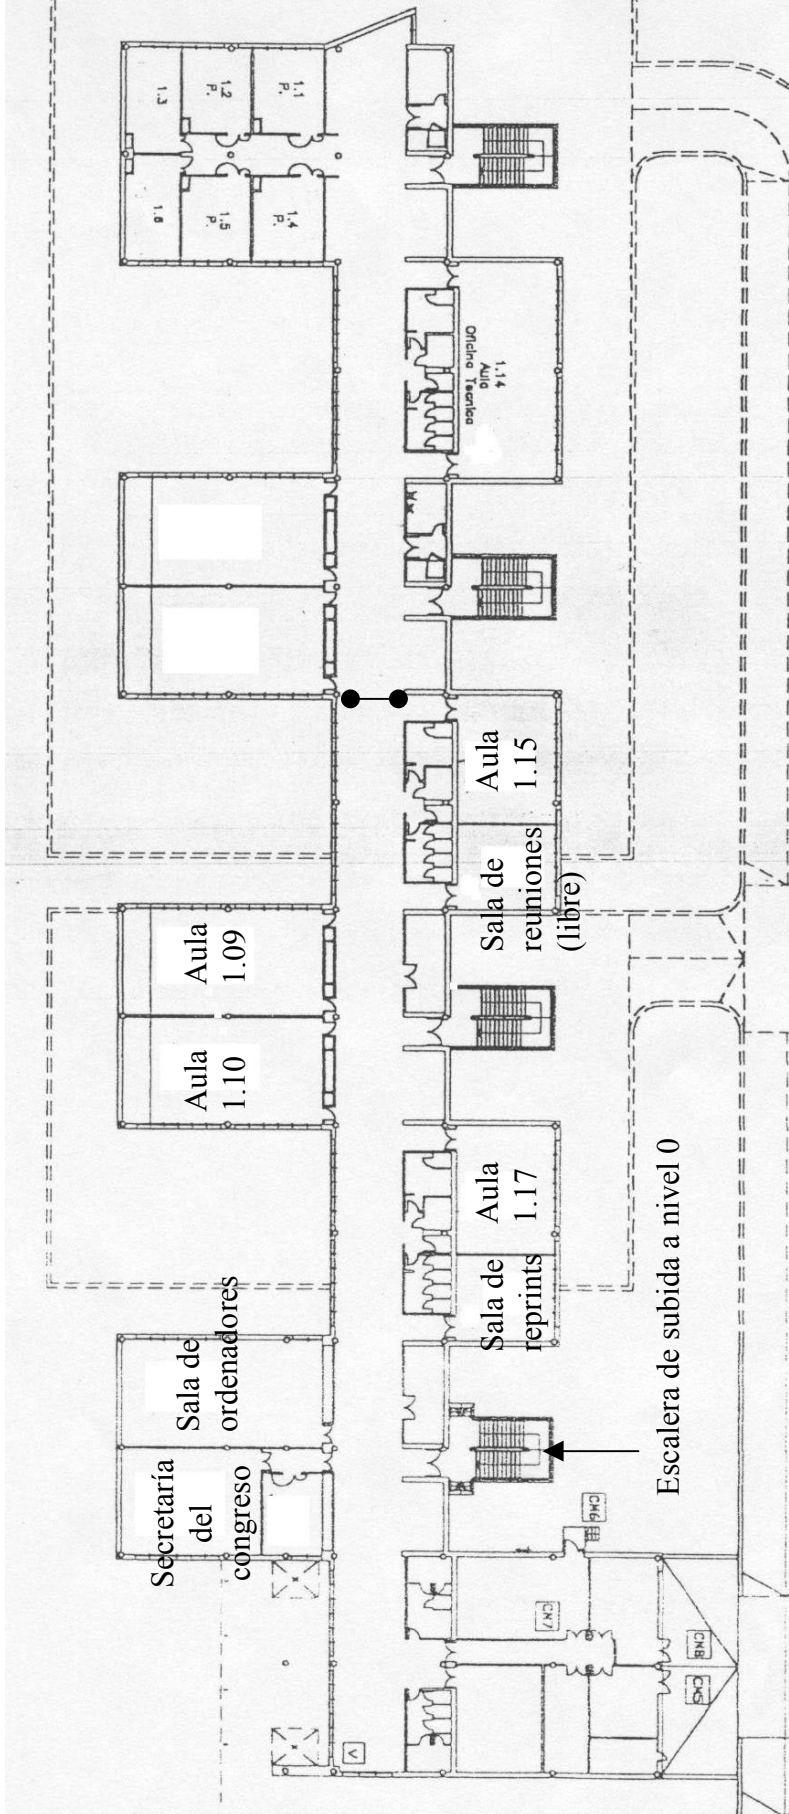 1.3
1.2
P.
1.1
P.
1.6
1.5
P.
1.4
P.
1.14
Aula
Oficina Tecnica
Aula
1.15
Sala de
reuniones
(libre)
Aula
1.09
Aula
1.10
Aula
1.17
Sala de
reprints
Sala de
ordenadores
Secretaría
del
congreso
Escalera de subida a nivel 0
CM6
CM7
CM8
CM5
V